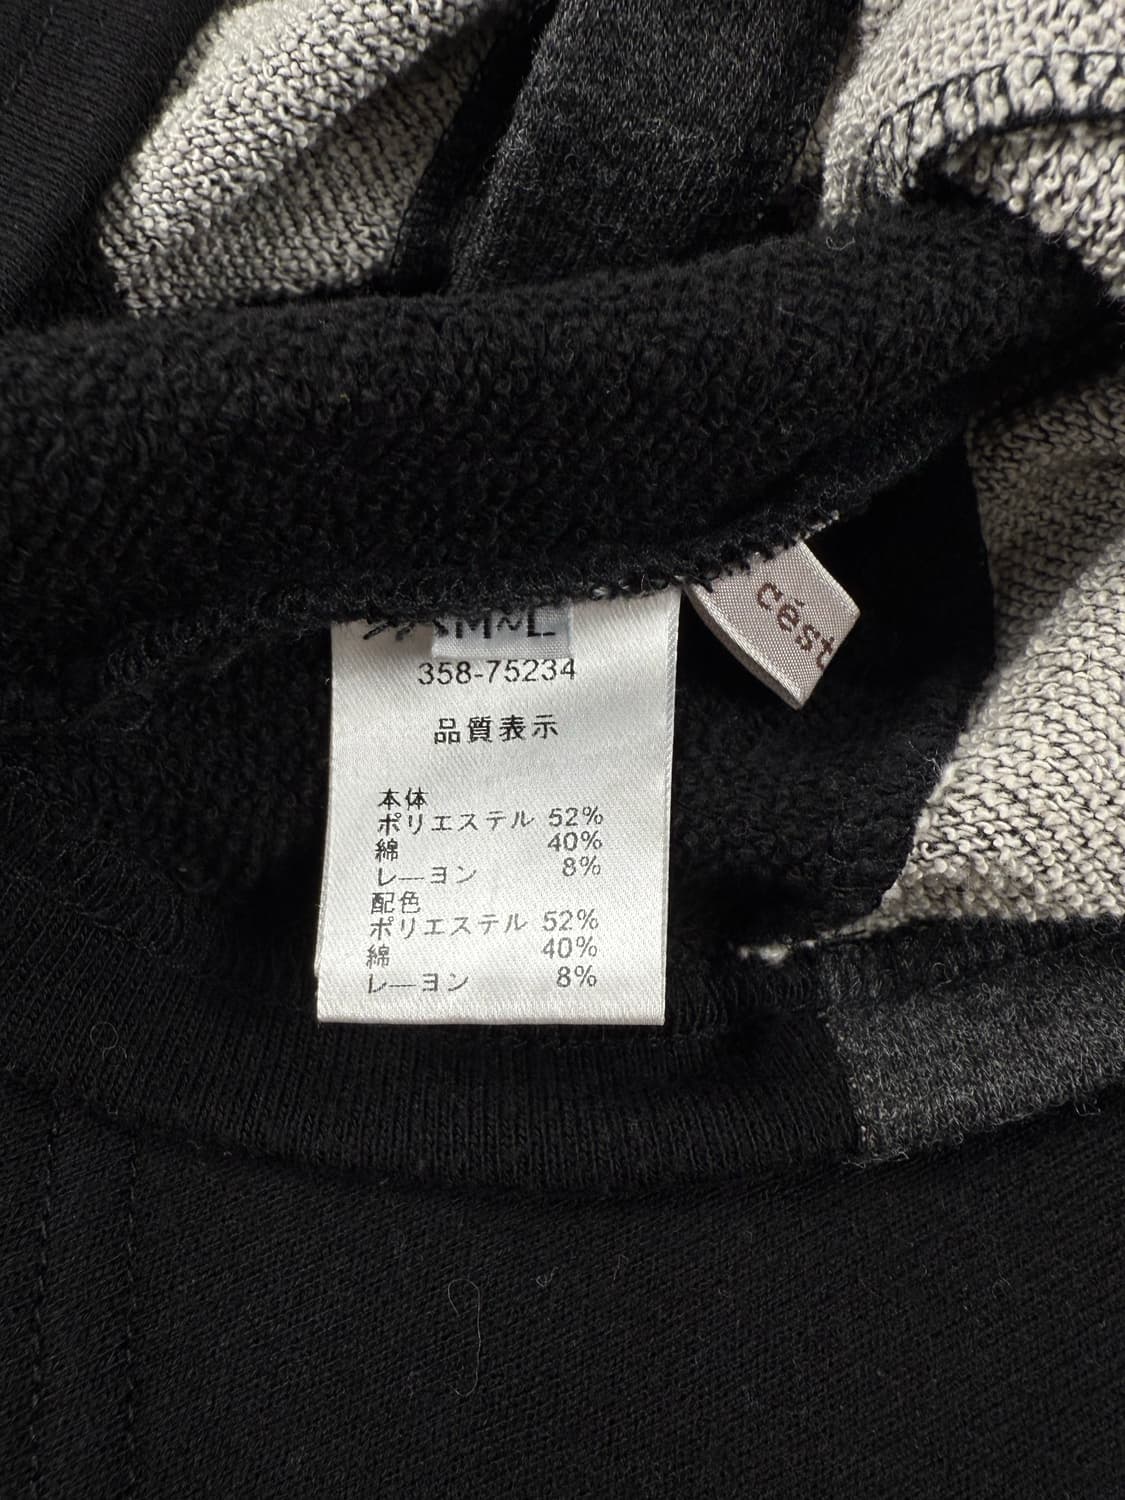 M~L
358-75234
品質表示
本体
ポリエステル 52%
綿 40%
レーヨン 8%
配色
ポリエステル 52%
綿 40%
レーヨン 8%
cést